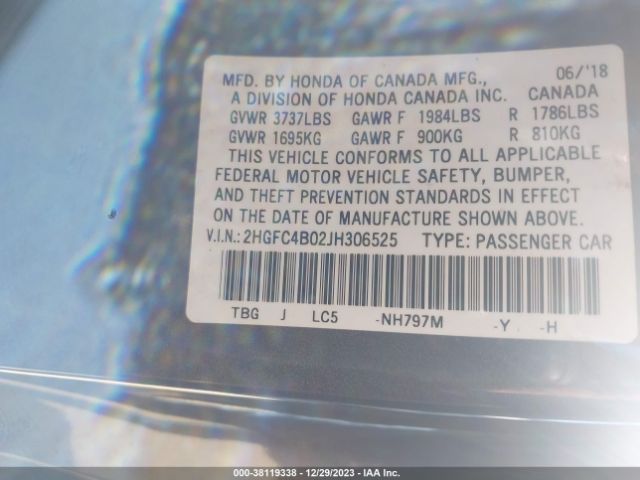 MFD. BY HONDA OF CANADA MFG., 06/'18
A DIVISION OF HONDA CANADA INC. CANADA
GVWR 3737LBS GAWR F 1984LBS R 1786LBS
GVWR 1695KG GAWR F 900KG R 810KG
THIS VEHICLE CONFORMS TO ALL APPLICABLE
FEDERAL MOTOR VEHICLE SAFETY, BUMPER,
AND THEFT PREVENTION STANDARDS IN EFFECT
ON THE DATE OF MANUFACTURE SHOWN ABOVE.
V.I.N.: 2HGFC4B02JH306525 TYPE: PASSENGER CAR
TBG J LC5 -NH797M -Y -H
000-38119338 - 12/29/2023 - IAA Inc.